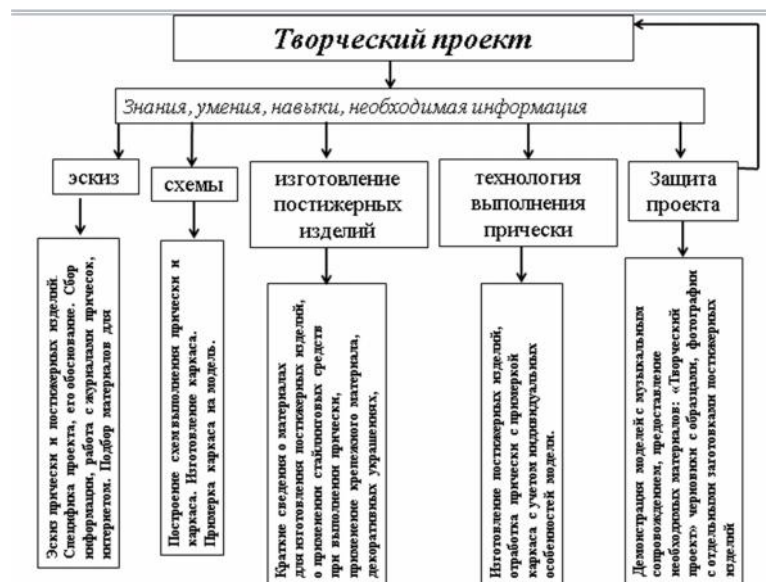 Творческий проект
Знания, умения, навыки, необходимая информация
эскиз
схемы
изготовление
постижерных
изделий
технология
выполнения
прически
Защита
проекта
Эскиз прически и постижерных изделий.
Специфика проекта, его обоснование. Сбор
информации, работа с журналами причесок,
интернетом. Подбор материалов для
Построение схем выполнения прически и
каркаса. Изготовление каркаса.
Примерка каркаса на модель.
Краткие сведения о материалах
для изготовления постижерных изделий,
о применении стайлинговых средств
при выполнении прически,
применение крепежного материала,
декоративных украшениях,
Изготовление постижерных изделий,
отработка прически с примеркой
каркаса с учетом индивидуальных
особенностей модели.
Демонстрация моделей с музыкальным
сопровождением, предоставление
необходимых материалов: «Творческий
проект» черновики с образцами, фотографии
с отдельными заготовками постижерных
изделий